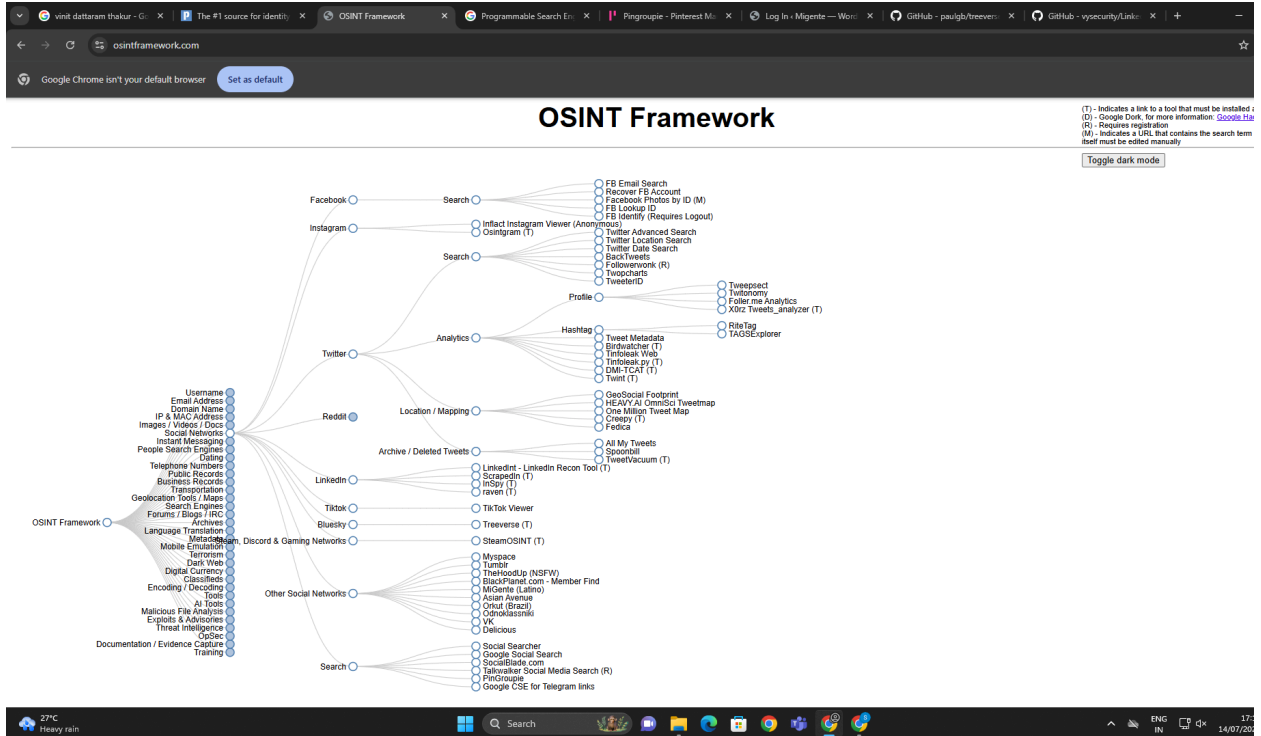 vinit dattaram thakur - Go
The #1 source for identity
OSINT Framework
Programmable Search Eng
Pingroupie - Pinterest Ma
Log In ‹ Migente — Word
GitHub - paulgb/treeverse
GitHub - vysecurity/Linke
osintframework.com
Google Chrome isn't your default browser
Set as default
OSINT Framework
(T) - Indicates a link to a tool that must be installed
(D) - Google Dork, for more information: Google Ha
(R) - Requires registration
(M) - Indicates a URL that contains the search term
itself must be edited manually
Toggle dark mode
OSINT Framework
Username
Email Address
Domain Name
IP & MAC Address
Images / Videos / Docs
Social Networks
Instant Messaging
People Search Engines
Dating
Telephone Numbers
Public Records
Business Records
Transportation
Geolocation Tools / Maps
Search Engines
Forums / Blogs / IRC
Archives
Language Translation
Metadata
Mobile Emulation
Terrorism
Dark Web
Digital Currency
Classifieds
Encoding / Decoding
Tools
AI Tools
Malicious File Analysis
Exploits & Advisories
Threat Intelligence
OpSec
Documentation / Evidence Capture
Training
Facebook
Search
FB Email Search
Recover FB Account
Facebook Photos by ID (M)
FB Lookup ID
FB Identify (Requires Logout)
Instagram
Inflact Instagram Viewer (Anonymous)
Osintgram (T)
Twitter
Search
Twitter Advanced Search
Twitter Location Search
Twitter Date Search
BackTweets
Followerwonk (R)
Twopcharts
TweeterID
Analytics
Profile
Tweepsect
Twitonomy
Foller.me Analytics
X0rz Tweets_analyzer (T)
Hashtag
RiteTag
TAGSExplorer
Tweet Metadata
Birdwatcher (T)
Tinfoleak Web
Tinfoleak.py (T)
DMI-TCAT (T)
Twint (T)
Location / Mapping
GeoSocial Footprint
HEAVY.AI OmniSci Tweetmap
One Million Tweet Map
Creepy (T)
Fedica
Archive / Deleted Tweets
All My Tweets
Spoonbill
TweetVacuum (T)
Reddit
LinkedIn
LinkedInt - LinkedIn Recon Tool (T)
ScrapedIn (T)
InSpy (T)
raven (T)
Tiktok
TikTok Viewer
Bluesky
Treeverse (T)
Steam, Discord & Gaming Networks
SteamOSINT (T)
Other Social Networks
Myspace
Tumblr
TheHoodUp (NSFW)
BlackPlanet.com - Member Find
MiGente (Latino)
Asian Avenue
Orkut (Brazil)
Odnoklassniki
VK
Delicious
Search
Social Searcher
Google Social Search
SocialBlade.com
Talkwalker Social Media Search (R)
PinGroupie
Google CSE for Telegram links
27°C
Heavy rain
Search
ENG
IN
17:
14/07/202